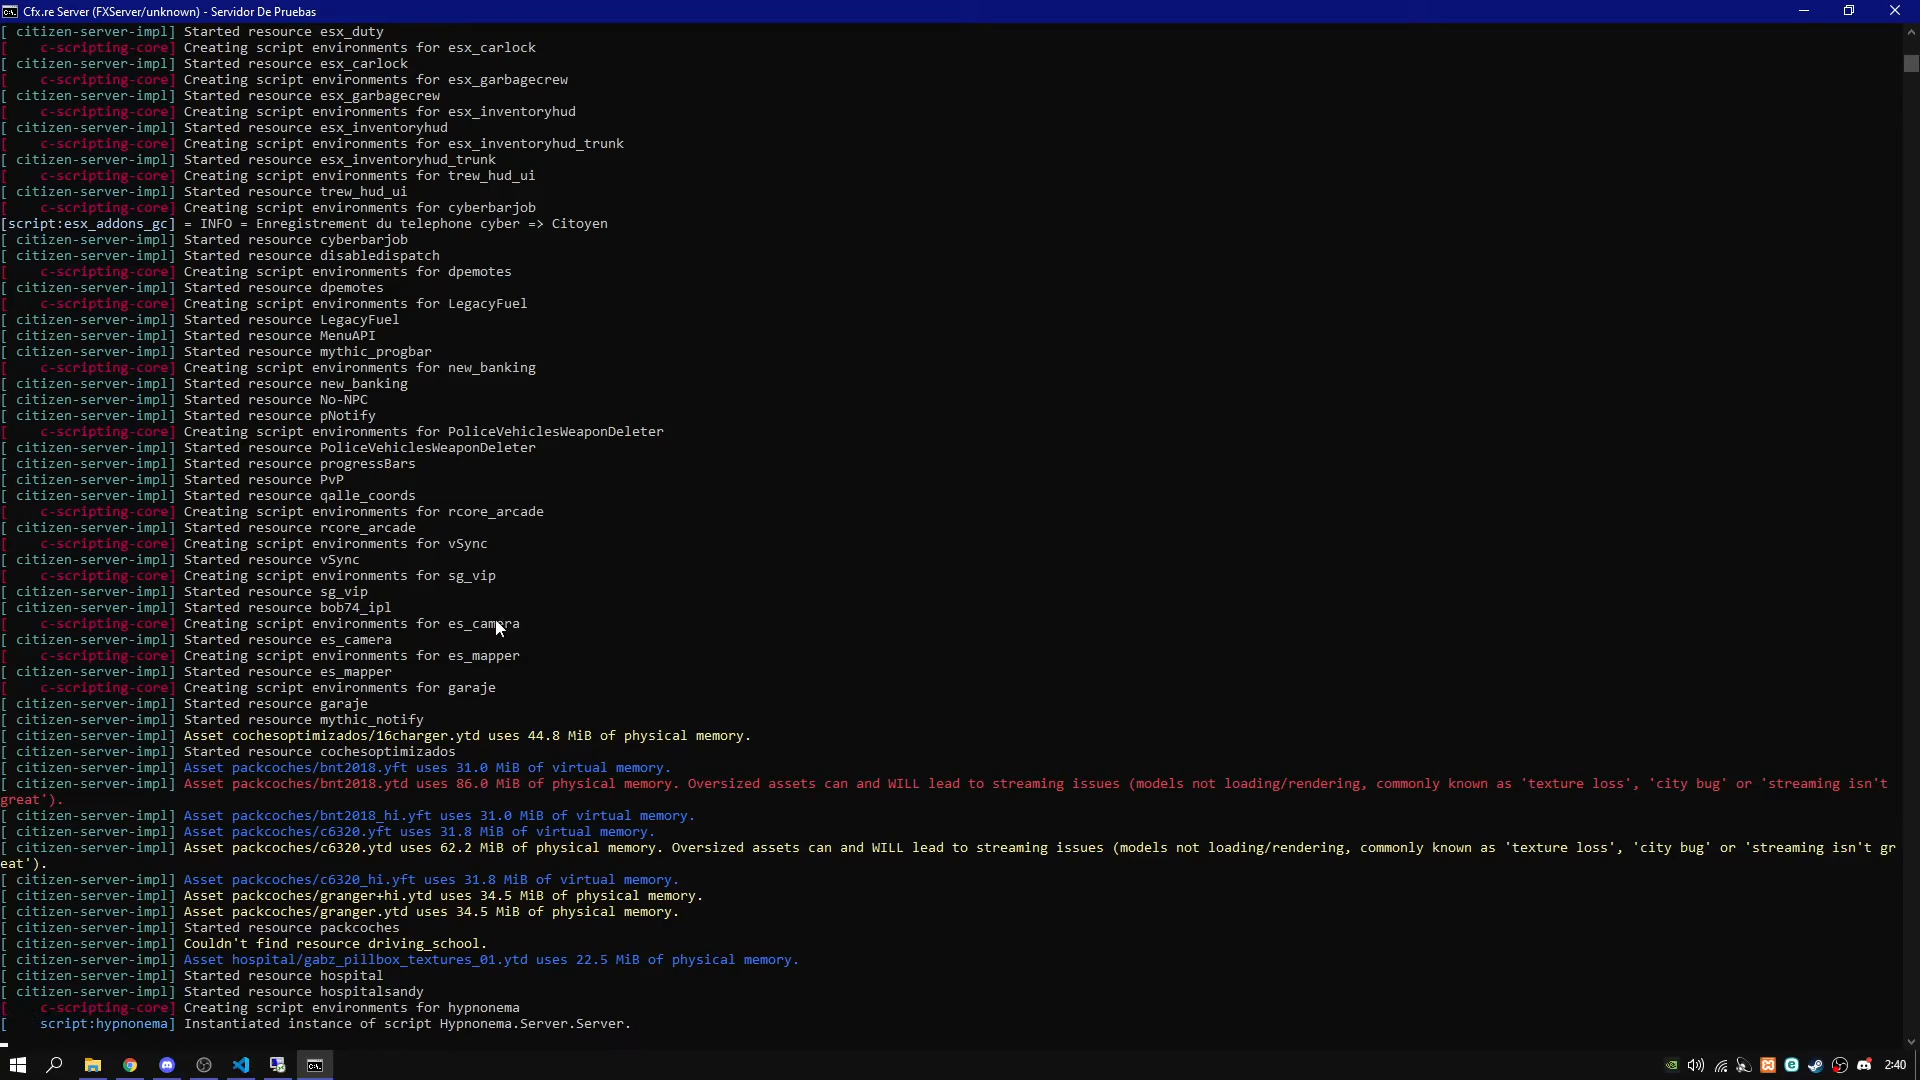 Cfx.re Server (FXServer/unknown) - Servidor De Pruebas
[ citizen-server-impl] Started resource esx_duty
[    c-scripting-core] Creating script environments for esx_carlock
[ citizen-server-impl] Started resource esx_carlock
[    c-scripting-core] Creating script environments for esx_garbagecrew
[ citizen-server-impl] Started resource esx_garbagecrew
[    c-scripting-core] Creating script environments for esx_inventoryhud
[ citizen-server-impl] Started resource esx_inventoryhud
[    c-scripting-core] Creating script environments for esx_inventoryhud_trunk
[ citizen-server-impl] Started resource esx_inventoryhud_trunk
[    c-scripting-core] Creating script environments for trew_hud_ui
[ citizen-server-impl] Started resource trew_hud_ui
[    c-scripting-core] Creating script environments for cyberbarjob
[script:esx_addons_gc] = INFO = Enregistrement du telephone cyber => Citoyen
[ citizen-server-impl] Started resource cyberbarjob
[ citizen-server-impl] Started resource disabledispatch
[    c-scripting-core] Creating script environments for dpemotes
[ citizen-server-impl] Started resource dpemotes
[    c-scripting-core] Creating script environments for LegacyFuel
[ citizen-server-impl] Started resource LegacyFuel
[ citizen-server-impl] Started resource MenuAPI
[ citizen-server-impl] Started resource mythic_progbar
[    c-scripting-core] Creating script environments for new_banking
[ citizen-server-impl] Started resource new_banking
[ citizen-server-impl] Started resource No-NPC
[ citizen-server-impl] Started resource pNotify
[    c-scripting-core] Creating script environments for PoliceVehiclesWeaponDeleter
[ citizen-server-impl] Started resource PoliceVehiclesWeaponDeleter
[ citizen-server-impl] Started resource progressBars
[ citizen-server-impl] Started resource PvP
[ citizen-server-impl] Started resource qalle_coords
[    c-scripting-core] Creating script environments for rcore_arcade
[ citizen-server-impl] Started resource rcore_arcade
[    c-scripting-core] Creating script environments for vSync
[ citizen-server-impl] Started resource vSync
[    c-scripting-core] Creating script environments for sg_vip
[ citizen-server-impl] Started resource sg_vip
[ citizen-server-impl] Started resource bob74_ipl
[    c-scripting-core] Creating script environments for es_camera
[ citizen-server-impl] Started resource es_camera
[    c-scripting-core] Creating script environments for es_mapper
[ citizen-server-impl] Started resource es_mapper
[    c-scripting-core] Creating script environments for garaje
[ citizen-server-impl] Started resource garaje
[ citizen-server-impl] Started resource mythic_notify
[ citizen-server-impl] Asset cochesoptimizados/16charger.ytd uses 44.8 MiB of physical memory.
[ citizen-server-impl] Started resource cochesoptimizados
[ citizen-server-impl] Asset packcoches/bnt2018.yft uses 31.0 MiB of virtual memory.
[ citizen-server-impl] Asset packcoches/bnt2018.ytd uses 86.0 MiB of physical memory. Oversized assets can and WILL lead to streaming issues (models not loading/rendering, commonly known as 'texture loss', 'city bug' or 'streaming isn't
great').
[ citizen-server-impl] Asset packcoches/bnt2018_hi.yft uses 31.0 MiB of virtual memory.
[ citizen-server-impl] Asset packcoches/c6320.yft uses 31.8 MiB of virtual memory.
[ citizen-server-impl] Asset packcoches/c6320.ytd uses 62.2 MiB of physical memory. Oversized assets can and WILL lead to streaming issues (models not loading/rendering, commonly known as 'texture loss', 'city bug' or 'streaming isn't gr
eat').
[ citizen-server-impl] Asset packcoches/c6320_hi.yft uses 31.8 MiB of virtual memory.
[ citizen-server-impl] Asset packcoches/granger+hi.ytd uses 34.5 MiB of physical memory.
[ citizen-server-impl] Asset packcoches/granger.ytd uses 34.5 MiB of physical memory.
[ citizen-server-impl] Started resource packcoches
[ citizen-server-impl] Couldn't find resource driving_school.
[ citizen-server-impl] Asset hospital/gabz_pillbox_textures_01.ytd uses 22.5 MiB of physical memory.
[ citizen-server-impl] Started resource hospital
[ citizen-server-impl] Started resource hospitalsandy
[    c-scripting-core] Creating script environments for hypnonema
[    script:hypnonema] Instantiated instance of script Hypnonema.Server.Server.
2:40